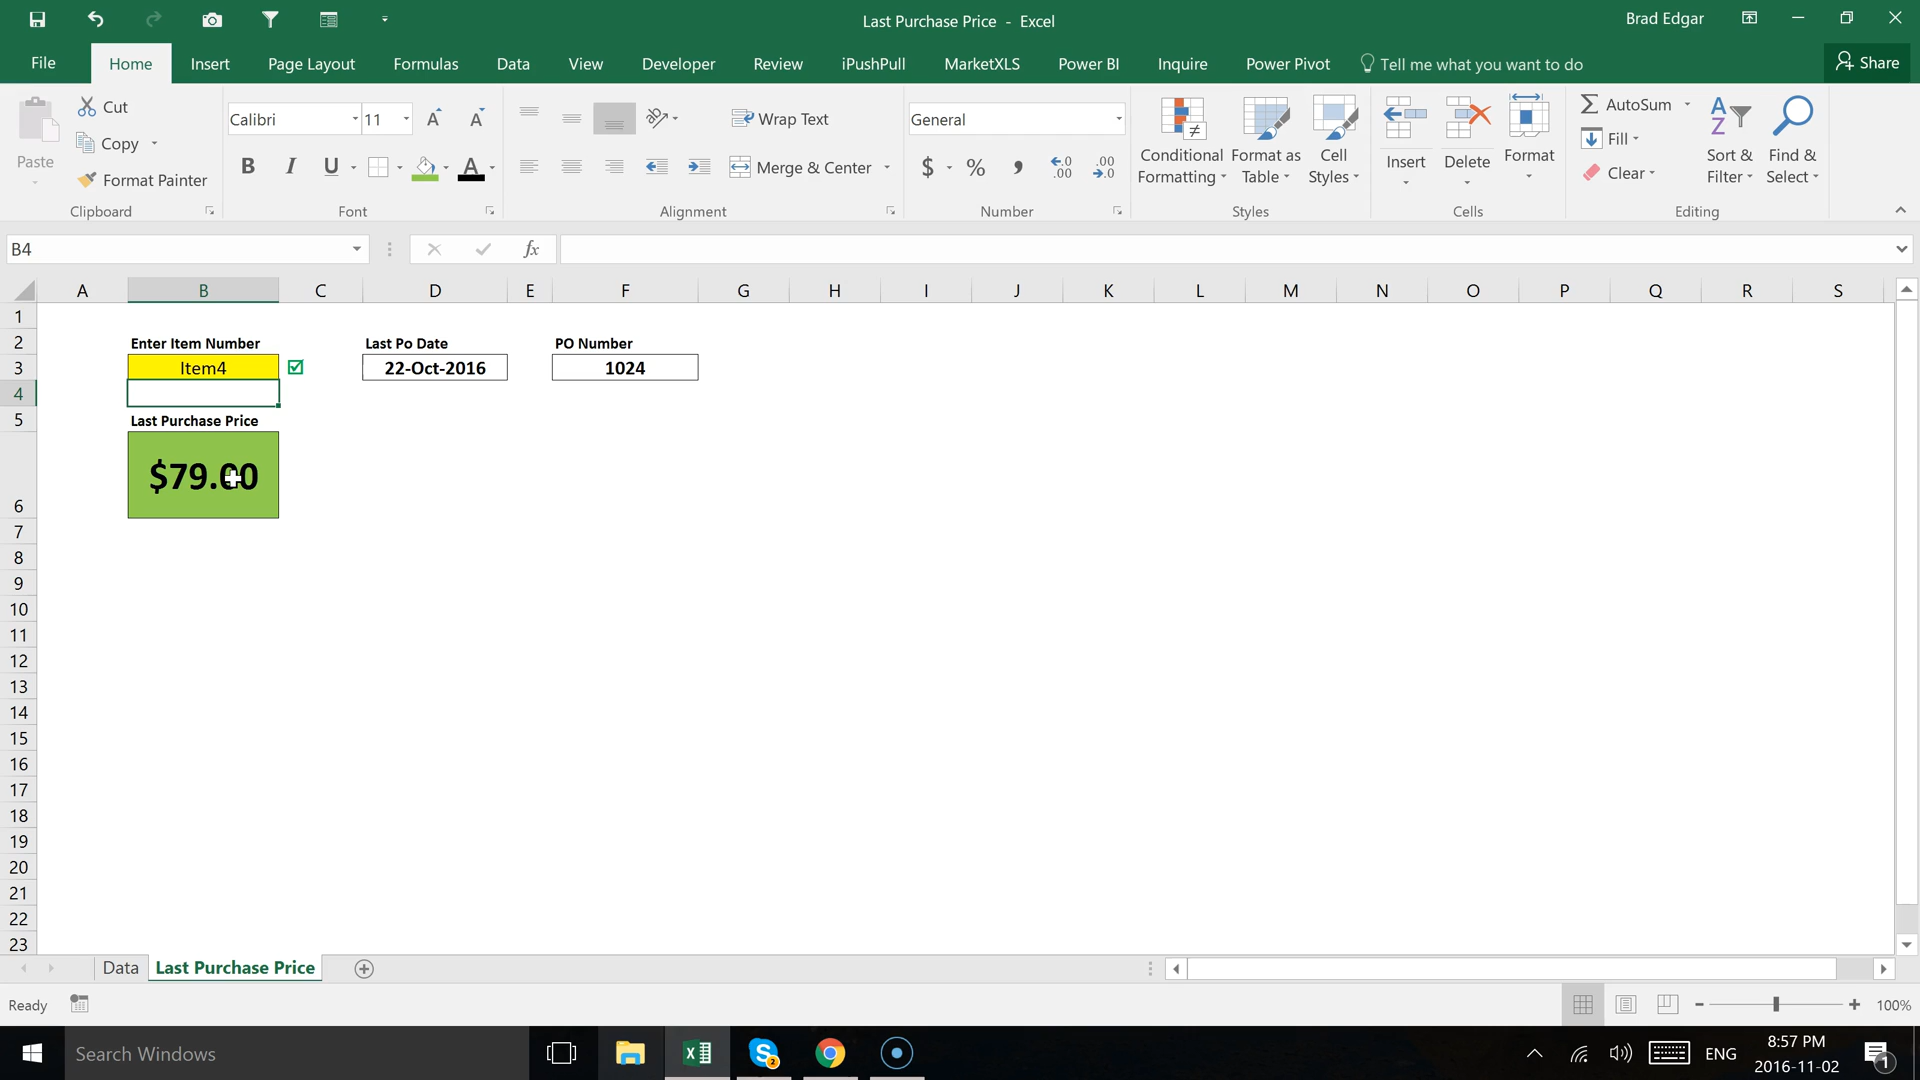 Last Purchase Price - Excel
Brad Edgar
File Home Insert Page Layout Formulas Data View Developer Review iPushPull MarketXLS Power BI Inquire Power Pivot Tell me what you want to do Share
Paste
Cut
Copy
Format Painter
Clipboard
Calibri 11
B I U A
Font
Wrap Text
Merge & Center
Alignment
General
$ % , .0 .00 .00 .0
Number
Conditional Formatting
Format as Table
Cell Styles
Styles
Insert
Delete
Format
Cells
AutoSum
Fill
Clear
Sort & Filter
Find & Select
Editing
B4 fx
A B C D E F G H I J K L M N O P Q R S
1
2 Enter Item Number Last Po Date PO Number
3 Item4 22-Oct-2016 1024
4
5 Last Purchase Price
6 $79.00
7
8
9
10
11
12
13
14
15
16
17
18
19
20
21
22
23
Data Last Purchase Price
Ready 100%
Search Windows
ENG
8:57 PM
2016-11-02
1